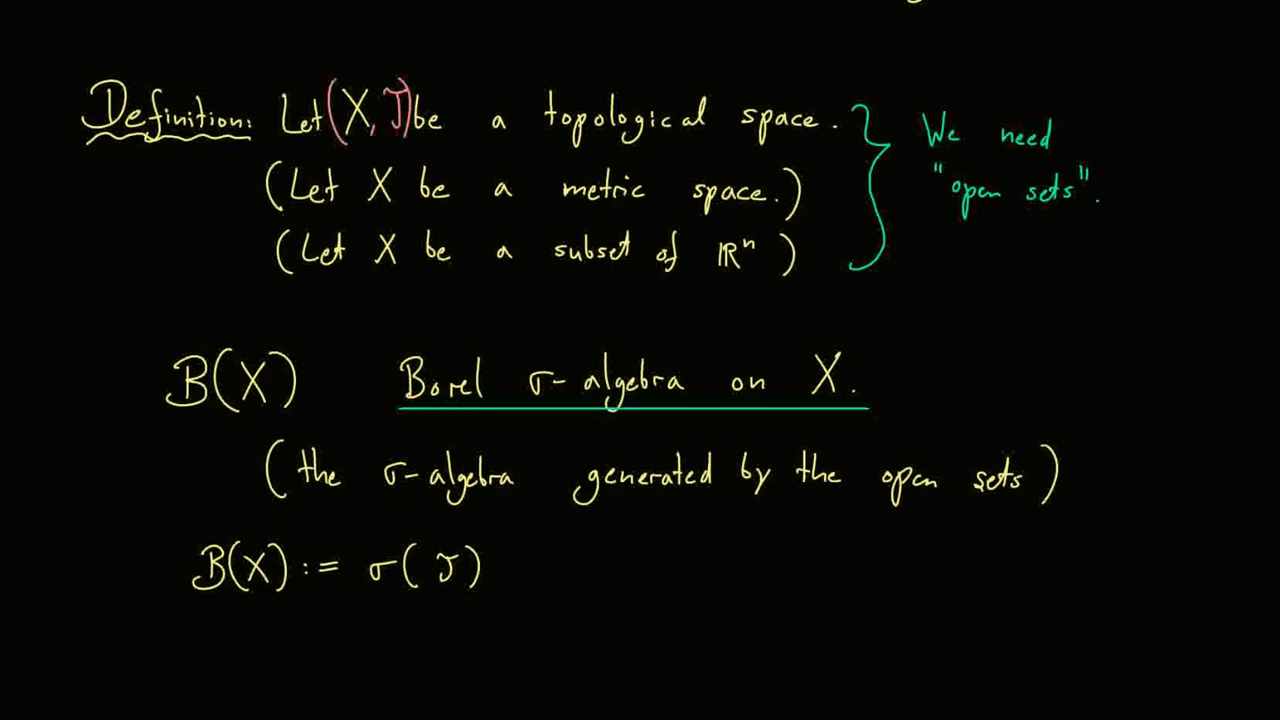 Definition: Let (X, 𝒯) be a topological space.
(Let X be a metric space.)
(Let X be a subset of ℝⁿ)
We need
"open sets".
B(X) Borel σ-algebra on X.
(the σ-algebra generated by the open sets)
B(X) := σ(𝒯)